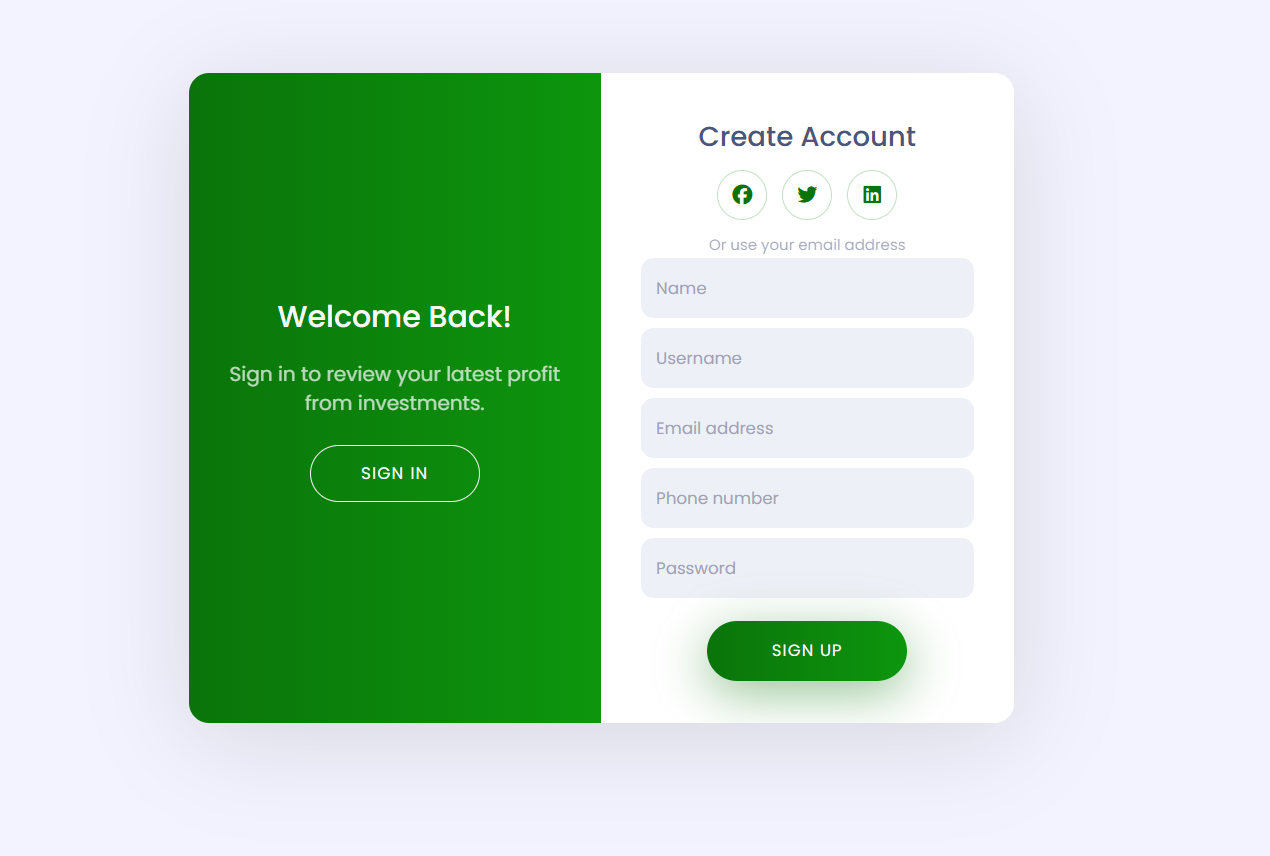 Welcome Back!
Sign in to review your latest profit
from investments.
SIGN IN
Create Account
Or use your email address
Name
Username
Email address
Phone number
Password
SIGN UP